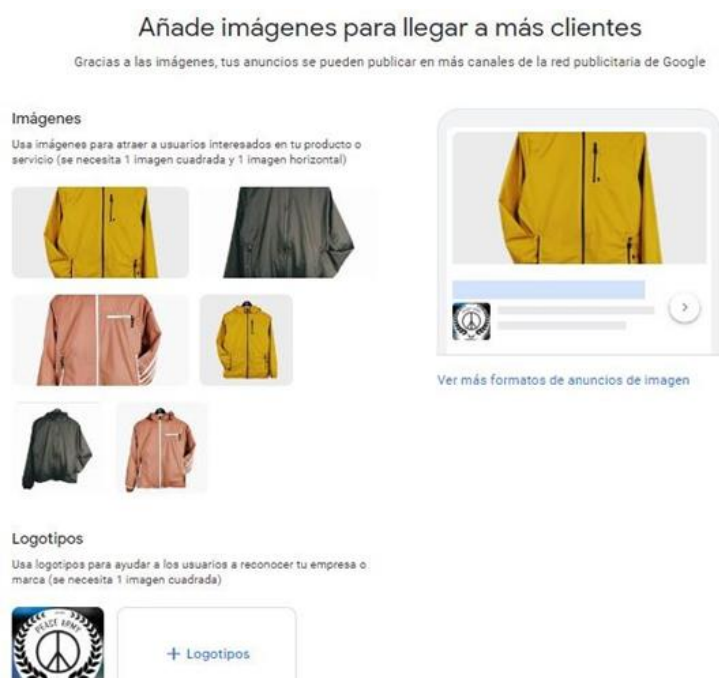 Añade imágenes para llegar a más clientes
Gracias a las imágenes, tus anuncios se pueden publicar en más canales de la red publicitaria de Google
Imágenes
Usa imágenes para atraer a usuarios interesados en tu producto o
servicio (se necesita 1 imagen cuadrada y 1 imagen horizontal)
Ver más formatos de anuncios de imagen
Logotipos
Usa logotipos para ayudar a los usuarios a reconocer tu empresa o
marca (se necesita 1 imagen cuadrada)
PEACE ARMY
+ Logotipos